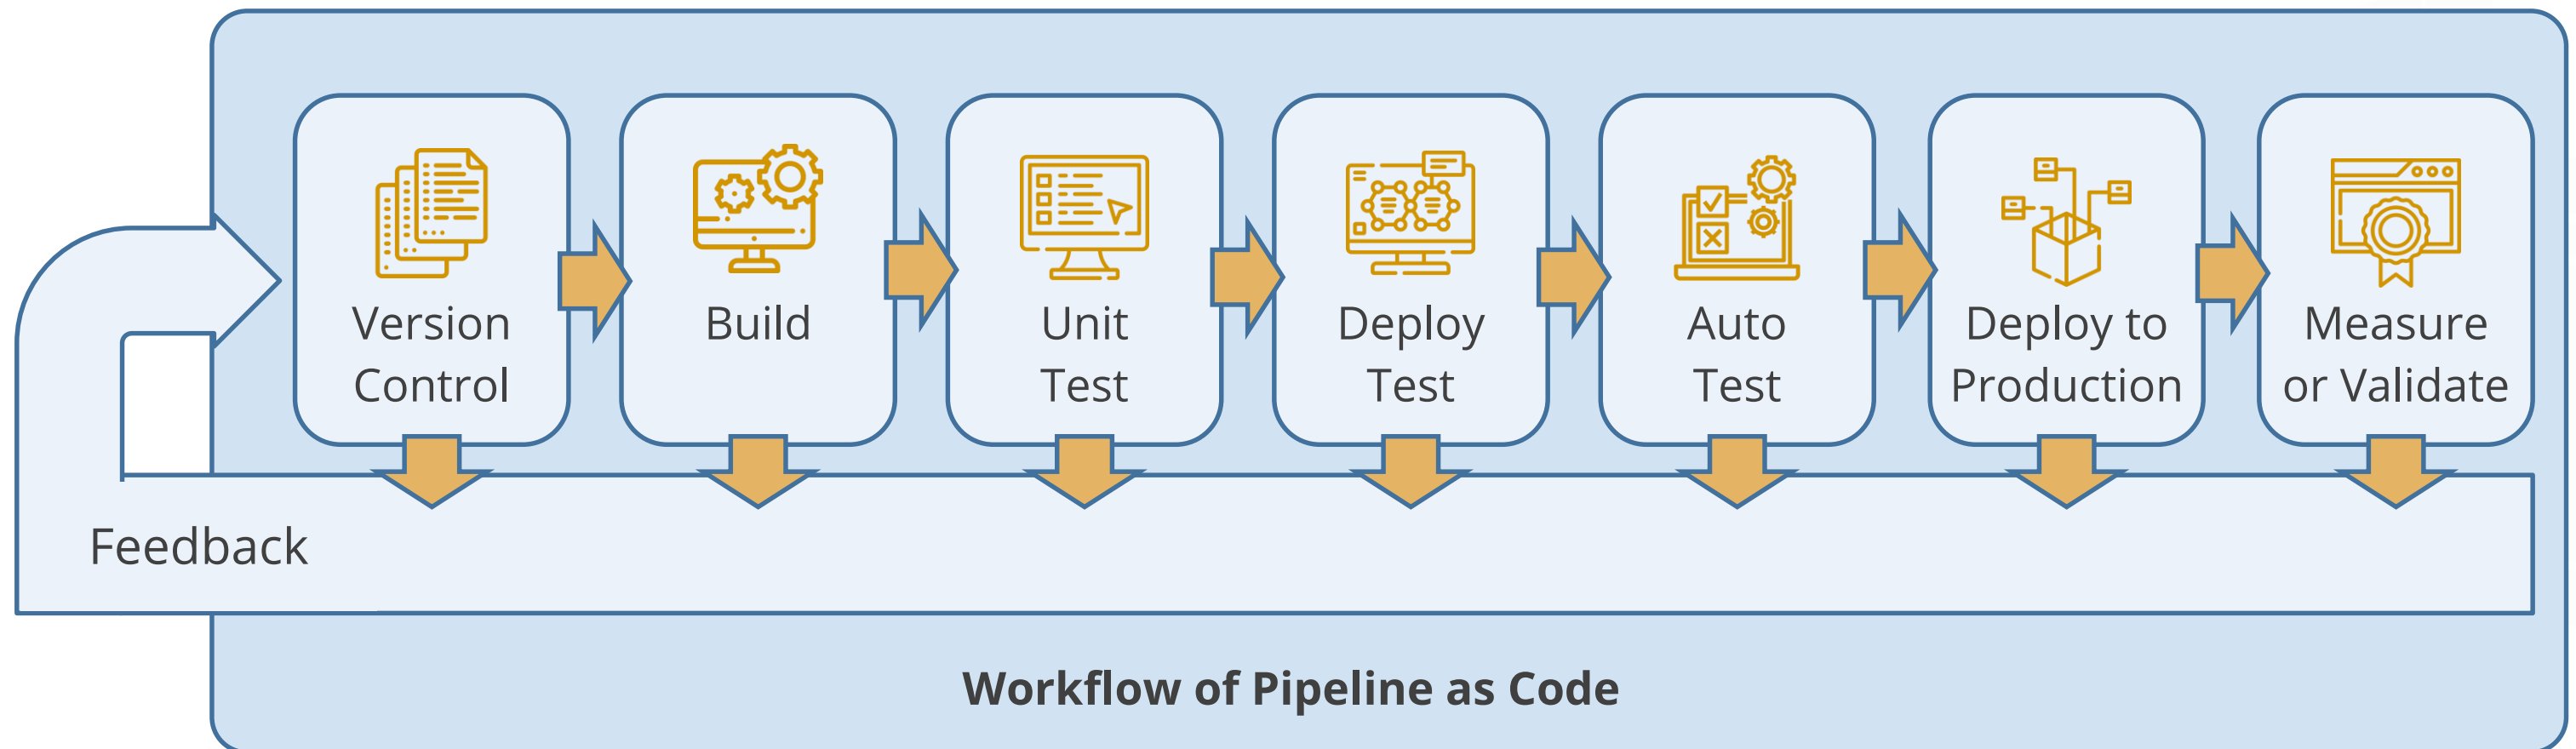 Version
Control
Build
Unit
Test
Deploy
Test
Auto
Test
Deploy to
Production
Measure
or Validate
Feedback
Workflow of Pipeline as Code